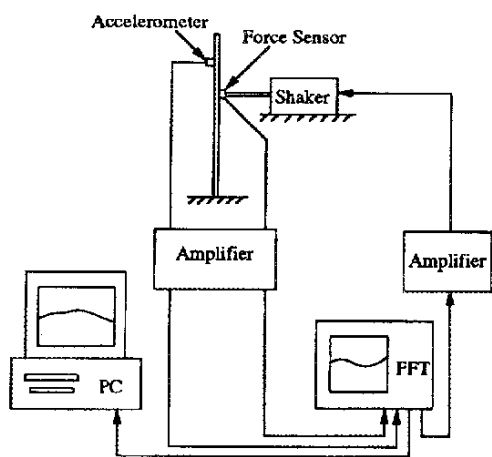 Accelerometer
Force Sensor
Shaker
Amplifier
Amplifier
PC
FFT